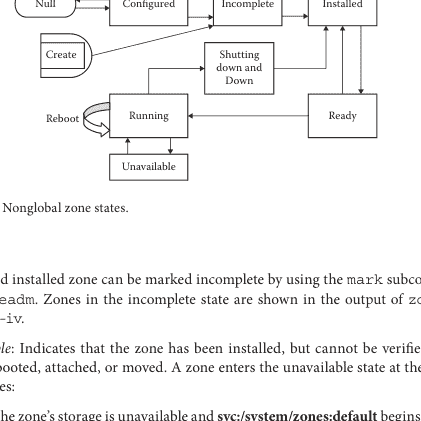 Null
Configured
Incomplete
Installed
Create
Shutting
down and
Down
Reboot
Running
Ready
Unavailable
Nonglobal zone states.
d installed zone can be marked incomplete by using the mark subco
eadm. Zones in the incomplete state are shown in the output of zo
-iv.
le: Indicates that the zone has been installed, but cannot be verifie
ooted, attached, or moved. A zone enters the unavailable state at the
es:
he zone's storage is unavailable and svc:/system/zones:default begins